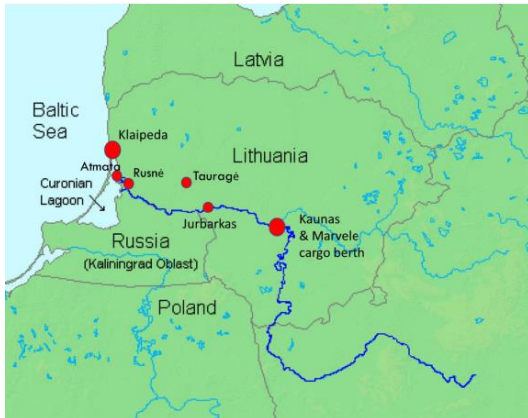 Latvia
Baltic
Sea
Klaipeda
Lithuania
Atmata
Rusnė
Tauragė
Curonian
Lagoon
Jurbarkas
Kaunas
& Marvele
cargo berth
Russia
(Kaliningrad Oblast)
Poland